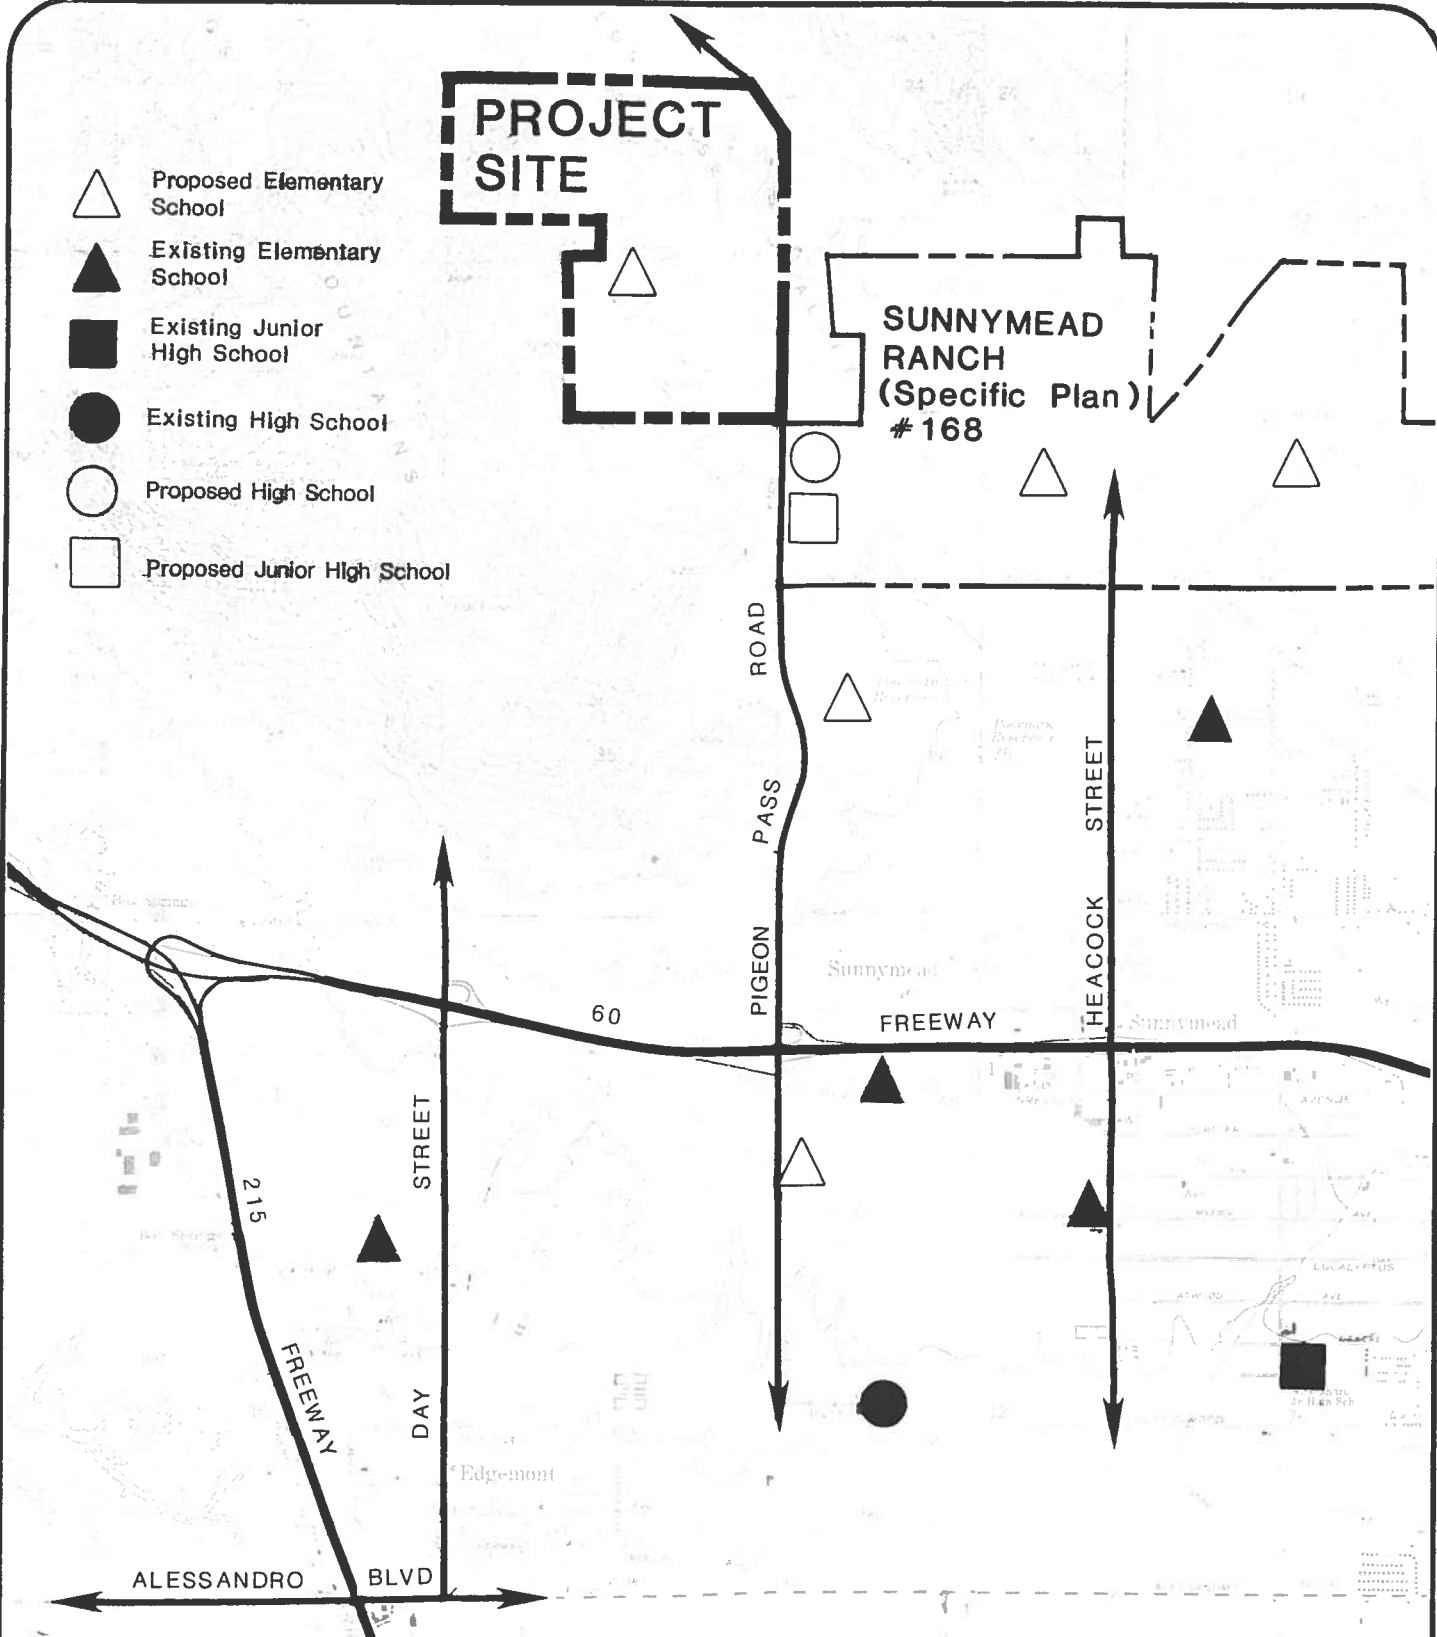 PROJECT
SITE
Proposed Elementary
School
Existing Elementary
School
Existing Junior
High School
Existing High School
Proposed High School
Proposed Junior High School
SUNNYMEAD
RANCH
(Specific Plan)
#168
ROAD
PASS
PIGEON
STREET
HEACOCK
Sunnymead
60
FREEWAY
Sunnymead
STREET
DAY
215
FREEWAY
Edgemont
ALESSANDRO
BLVD